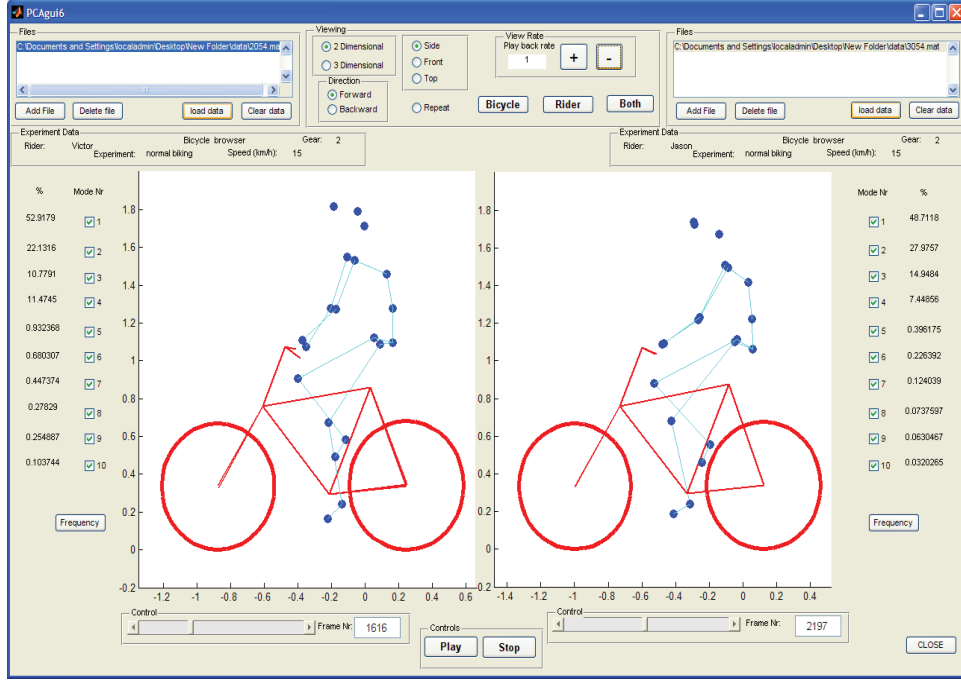 PCAgui6
Files
C:\Documents and Settings\localadmin\Desktop\New Folder\data\2054.mat
Add File Delete file load data Clear data
Viewing
2 Dimensional
3 Dimensional
Direction
Forward
Backward
Side
Front
Top
Repeat
View Rate
Play back rate
1 + -
Bicycle Rider Both
Files
C:\Documents and Settings\localadmin\Desktop\New Folder\data\3054.mat
Add File Delete file load data Clear data
Experiment Data
Bicycle browser Gear: 2
Rider: Victor
Experiment: normal biking Speed (km/h): 15
Experiment Data
Bicycle browser Gear: 2
Rider: Jason
Experiment: normal biking Speed (km/h): 15
% Mode Nr
52.9179 1
22.1316 2
10.7791 3
11.4745 4
0.932368 5
0.680307 6
0.447374 7
0.27829 8
0.254887 9
0.103744 10
Frequency
1.8
1.6
1.4
1.2
1
0.8
0.6
0.4
0.2
0
-0.2
-1.2 -1 -0.8 -0.6 -0.4 -0.2 0 0.2 0.4 0.6
1.8
1.6
1.4
1.2
1
0.8
0.6
0.4
0.2
0
-0.2
-1.4 -1.2 -1 -0.8 -0.6 -0.4 -0.2 0 0.2 0.4
Mode Nr %
1 48.7118
2 27.9757
3 14.9484
4 7.44856
5 0.396175
6 0.226392
7 0.124039
8 0.0737597
9 0.0630467
10 0.0320265
Frequency
Control
Frame Nr: 1616
Controls
Play Stop
Control
Frame Nr: 2197
CLOSE